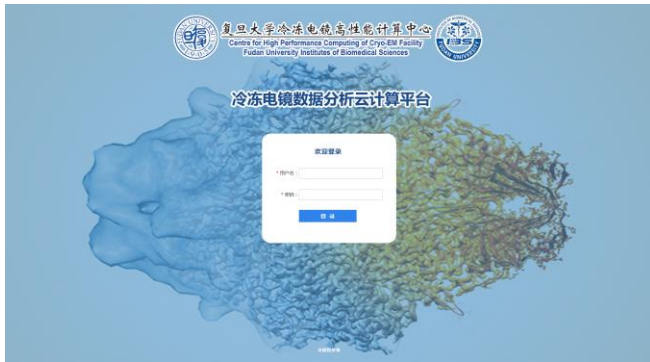 复旦大学冷冻电镜高性能计算中心
Centre for High Performance Computing of Cryo-EM Facility
Fudan University Institutes of Biomedical Sciences
冷冻电镜数据分析云计算平台
欢迎登录
* 用户名：
* 密码：
登 录